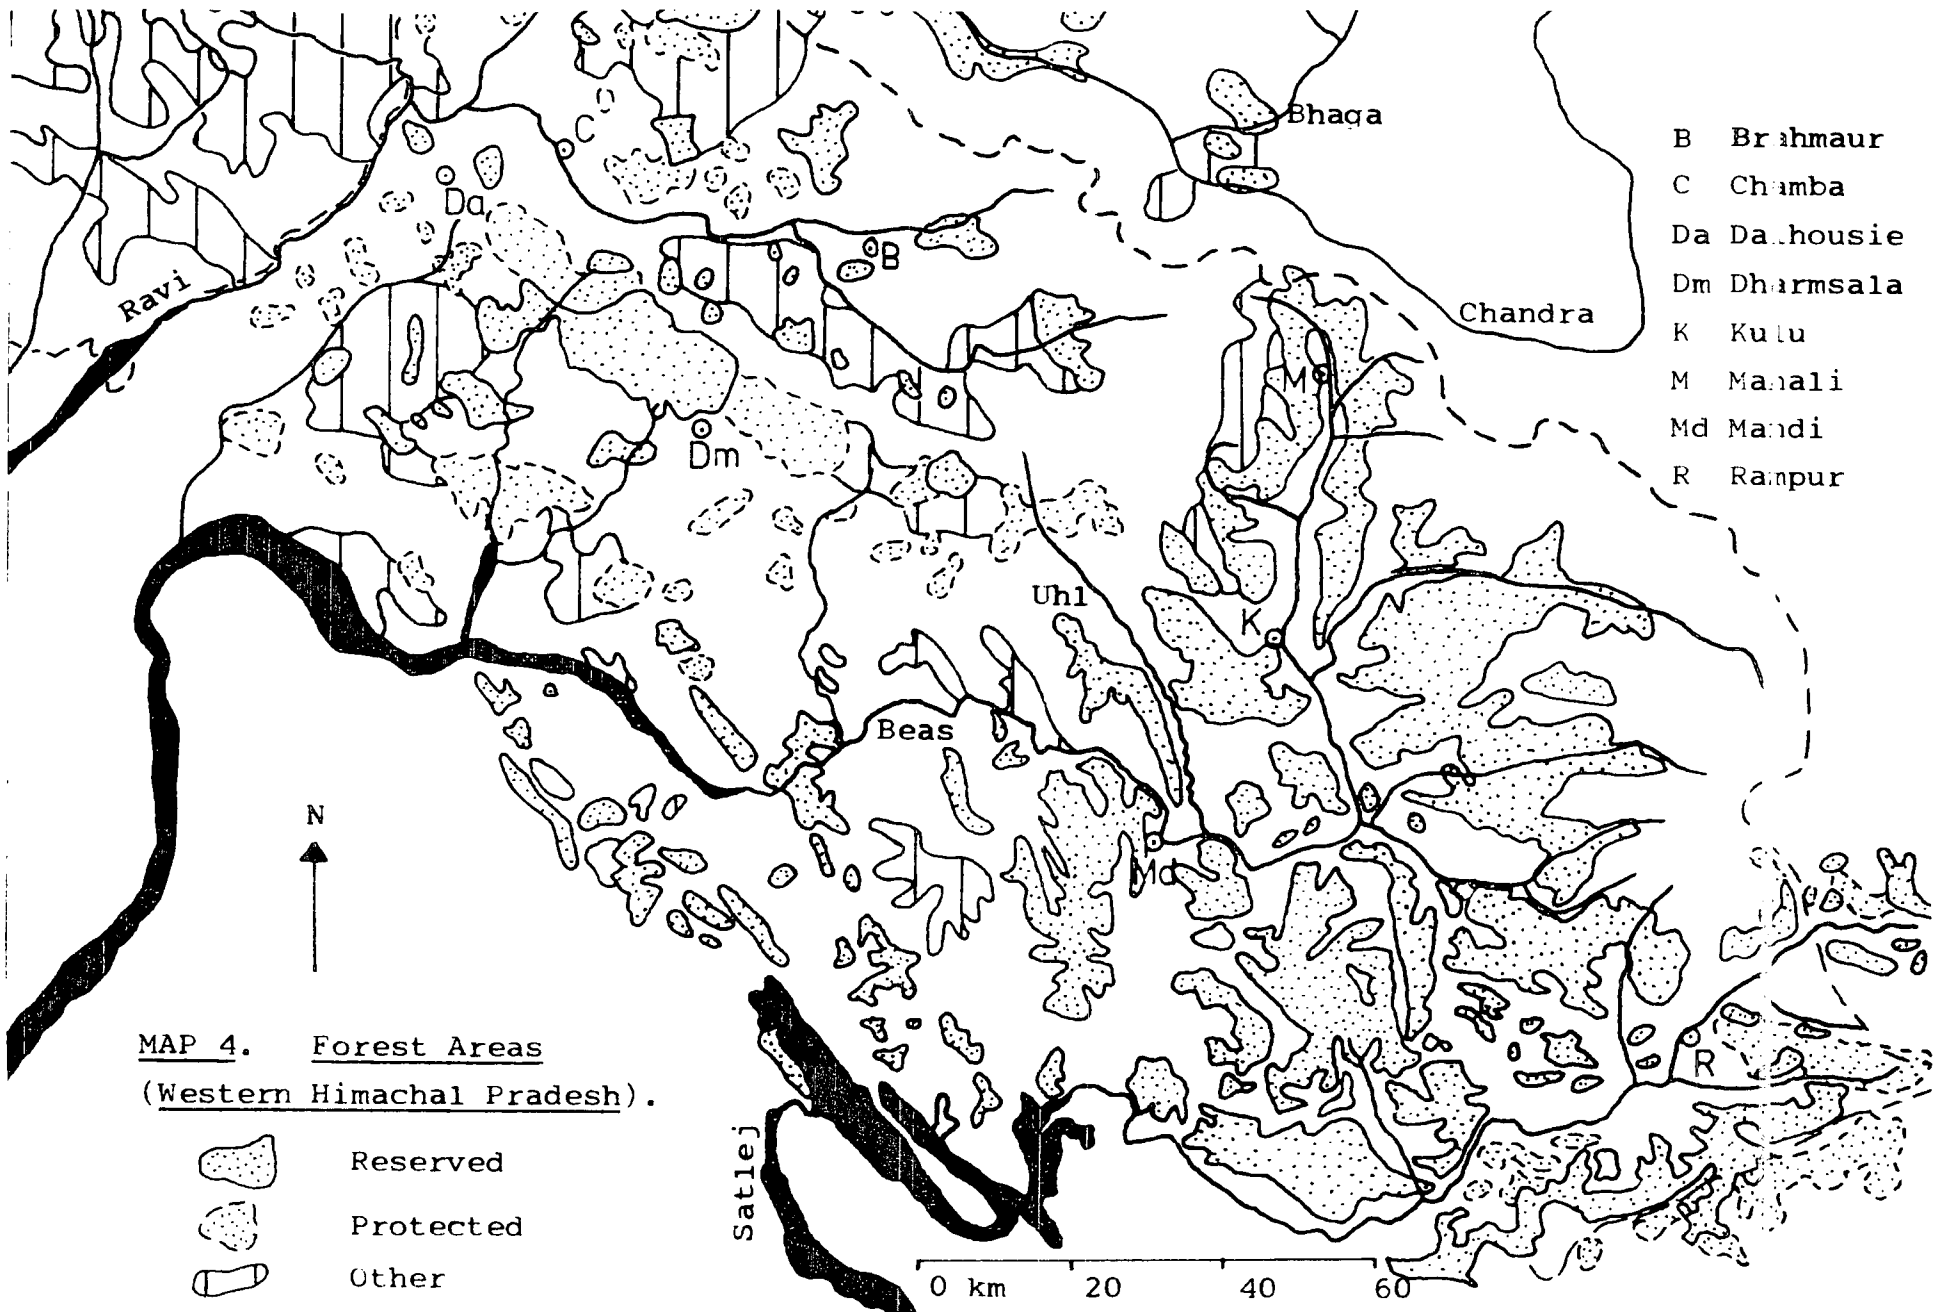 Bhaga
B Brahmaur
C Chamba
Da Dalhousie
Dm Dharmsala
K Kulu
M Manali
Md Mandi
R Rampur
C
Da
B
Ravi
Chandra
M
Dm
Uhl
K
Beas
Md
N
R
MAP 4. Forest Areas
(Western Himachal Pradesh).
Reserved
Protected
Other
Satlej
0 km 20 40 60